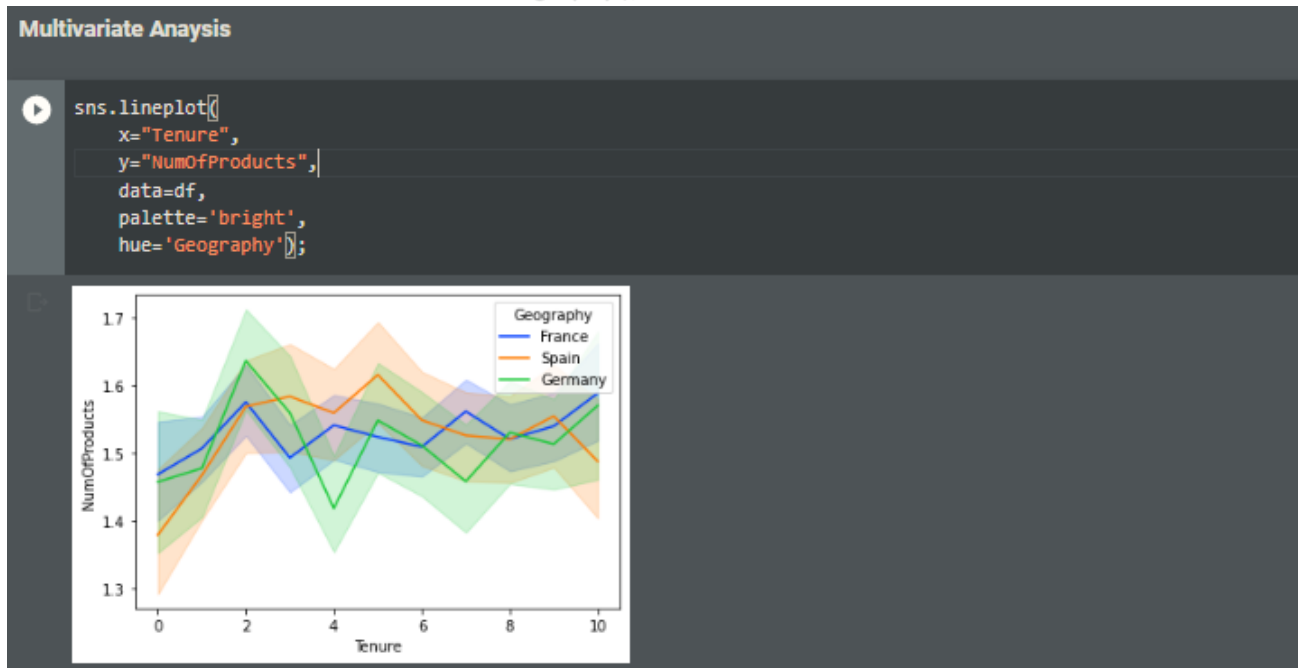 Multivariate Anaysis
sns.lineplot(
x="Tenure",
y="NumOfProducts",
data=df,
palette='bright',
hue='Geography');
Geography
France
Spain
Germany
1.7
1.6
1.5
1.4
1.3
NumOfProducts
0 2 4 6 8 10
Tenure